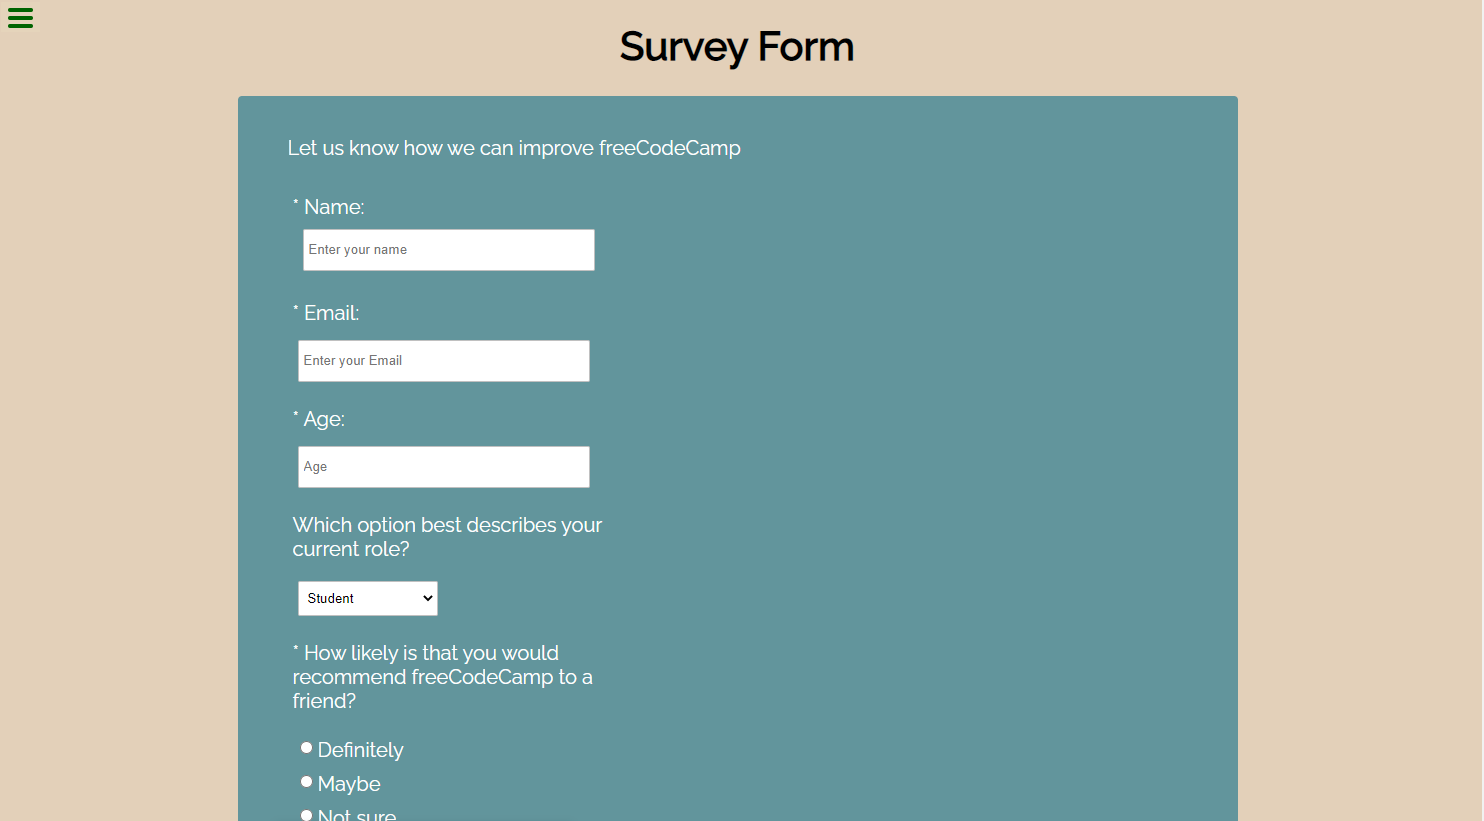 Survey Form
Let us know how we can improve freeCodeCamp
* Name:
Enter your name
* Email:
Enter your Email
* Age:
Age
Which option best describes your
current role?
Student
* How likely is that you would
recommend freeCodeCamp to a
friend?
Definitely
Maybe
Not sure